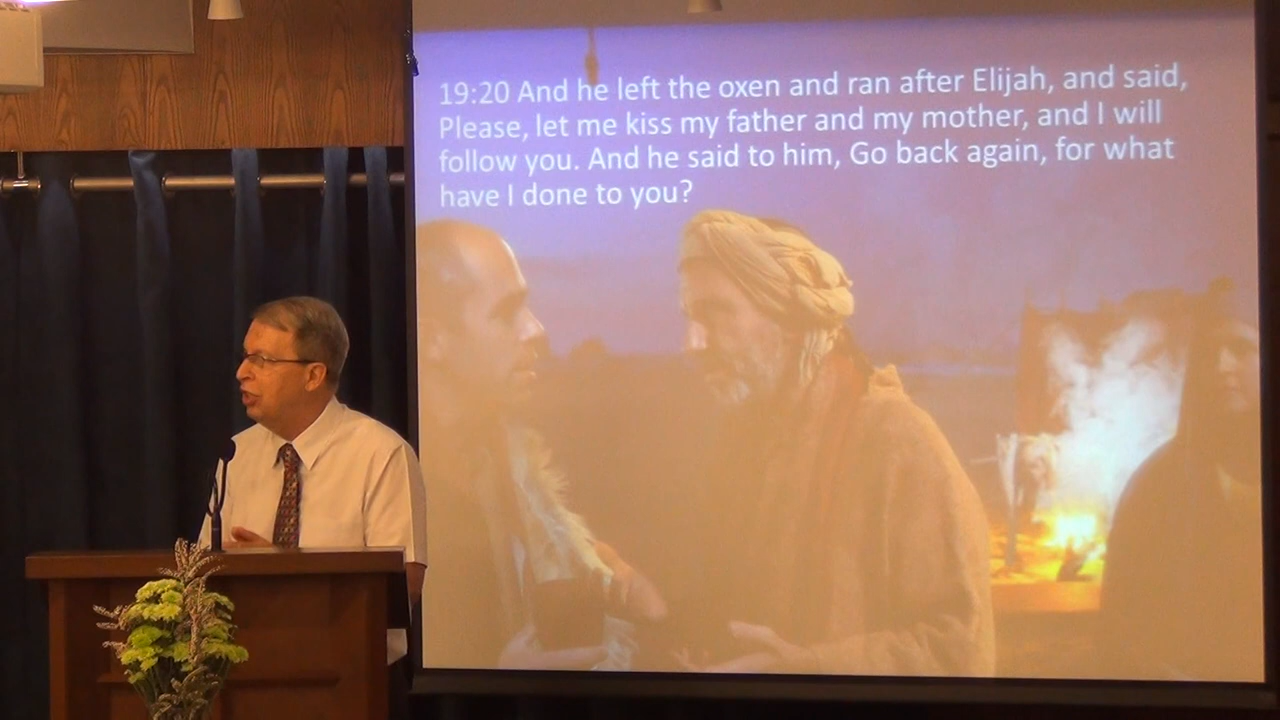 19:20 And he left the oxen and ran after Elijah, and said,
Please, let me kiss my father and my mother, and I will
follow you. And he said to him, Go back again, for what
have I done to you?